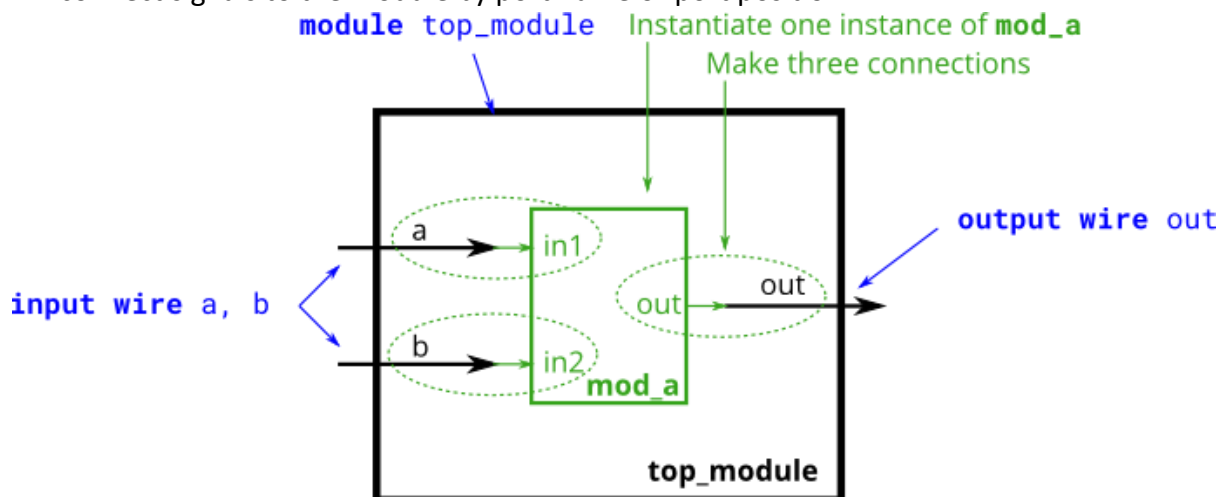 module top_module Instantiate one instance of mod_a
Make three connections
a
in1
output wire out
out
out
input wire a, b
b
in2
mod_a
top_module